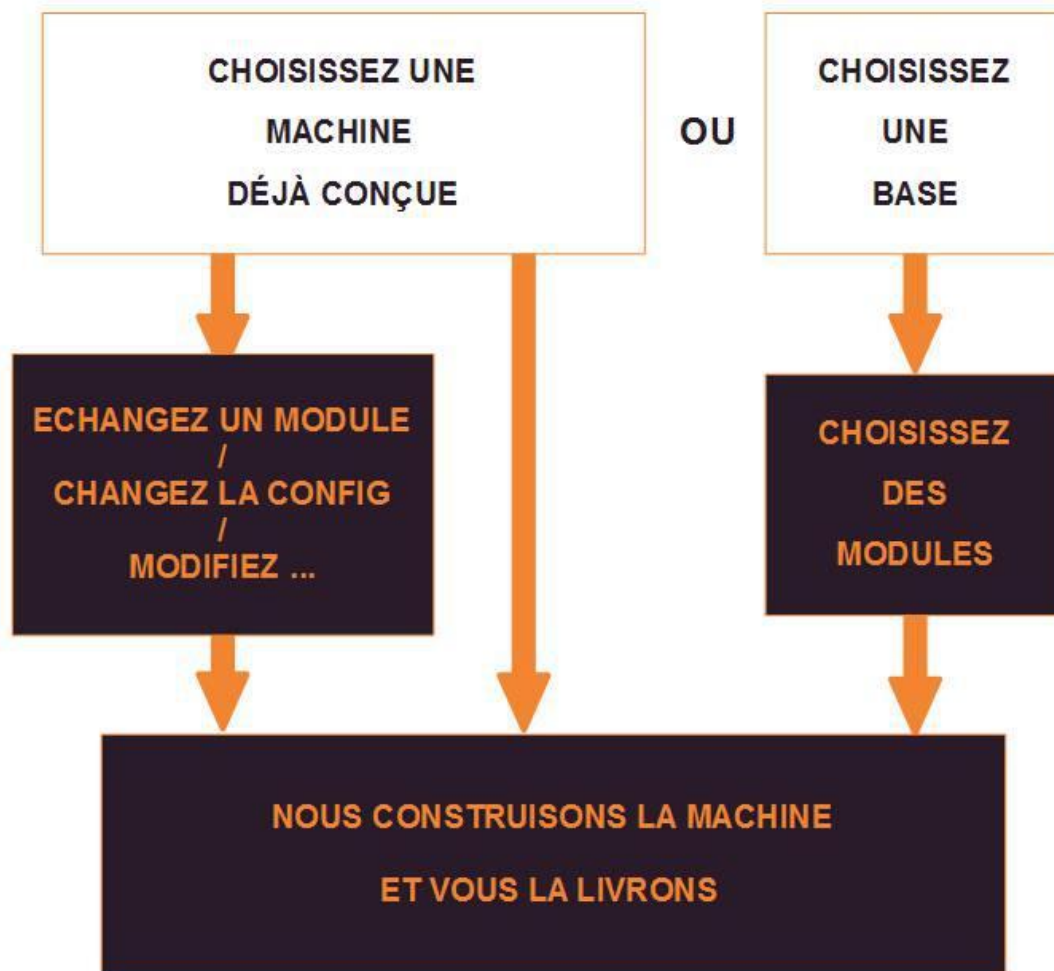 CHOISISSEZ UNE
MACHINE
DÉJÀ CONÇUE
OU
CHOISISSEZ
UNE
BASE
ECHANGEZ UN MODULE
/
CHANGEZ LA CONFIG
/
MODIFIEZ ...
CHOISISSEZ
DES
MODULES
NOUS CONSTRUISONS LA MACHINE
ET VOUS LA LIVRONS